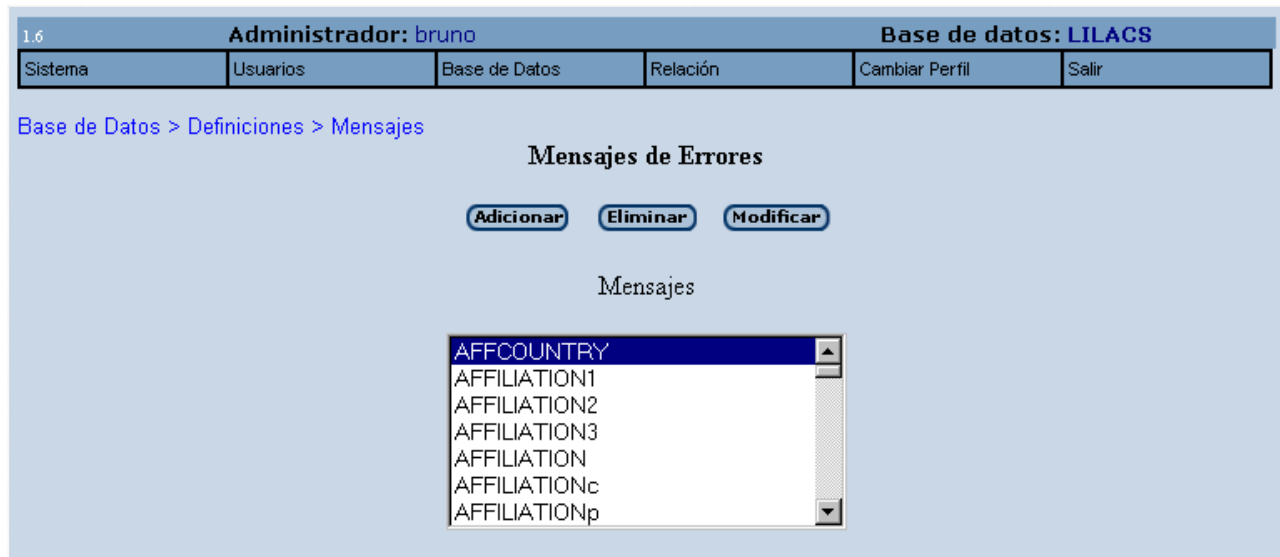 1.6 Administrador: bruno Base de datos: LILACS
Sistema Usuarios Base de Datos Relación Cambiar Perfil Salir
Base de Datos > Definiciones > Mensajes
Mensajes de Errores
Adicionar Eliminar Modificar
Mensajes
AFFCOUNTRY
AFFILIATION1
AFFILIATION2
AFFILIATION3
AFFILIATION
AFFILIATIONc
AFFILIATIONp